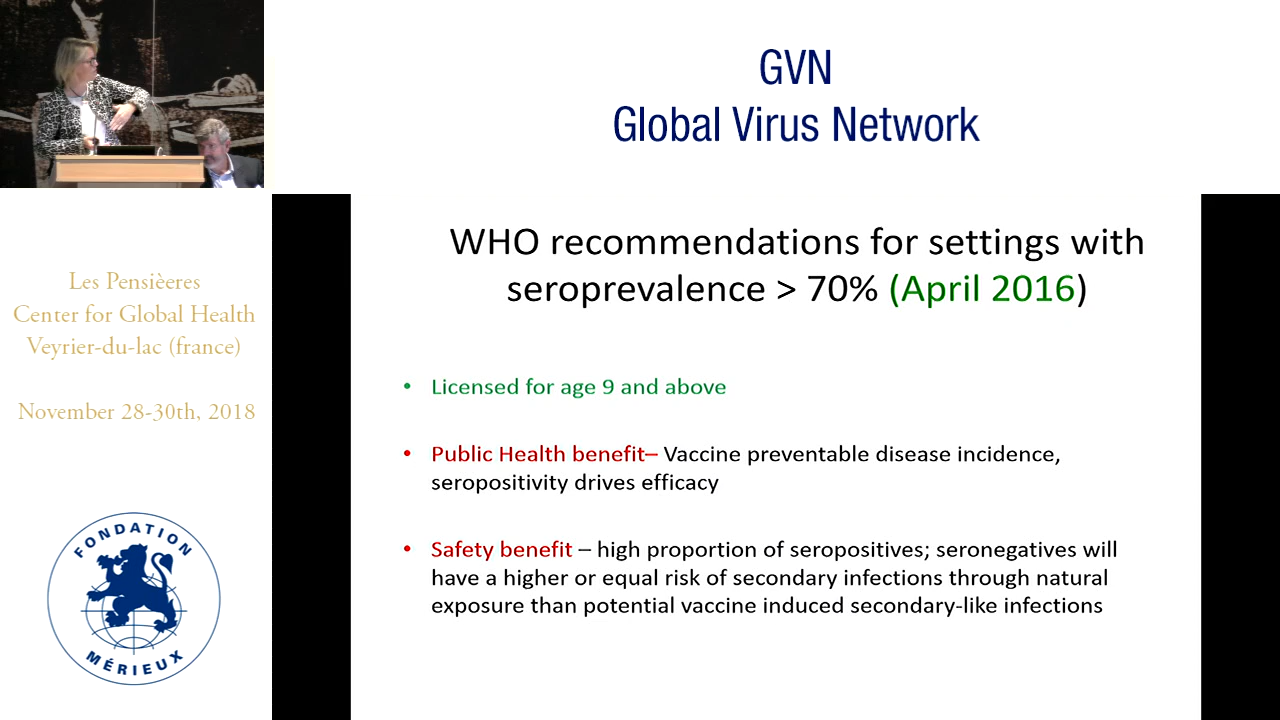 GVN
Global Virus Network
Les Pensièeres
Center for Global Health
Veyrier-du-lac (france)
November 28-30th, 2018
FONDATION
MÉRIEUX
WHO recommendations for settings with
seroprevalence > 70% (April 2016)
• Licensed for age 9 and above
• Public Health benefit– Vaccine preventable disease incidence,
seropositivity drives efficacy
• Safety benefit – high proportion of seropositives; seronegatives will
have a higher or equal risk of secondary infections through natural
exposure than potential vaccine induced secondary-like infections